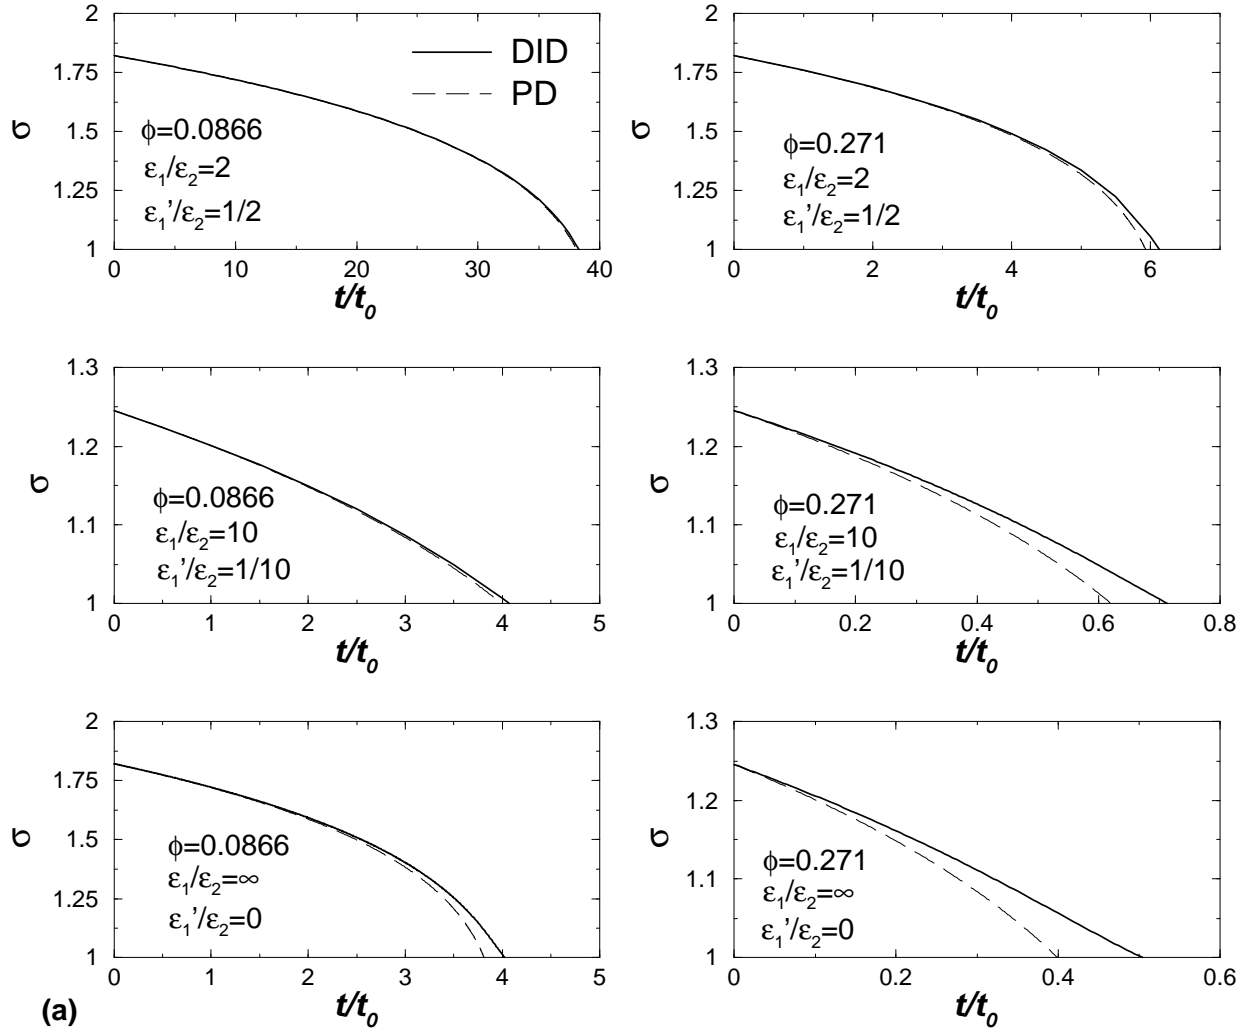 2
1.75
σ
1.5
1.25
1
DID
PD
ϕ=0.0866
ε₁/ε₂=2
ε₁’/ε₂=1/2
0 10 20 30 40
t/t₀
2
1.75
σ
1.5
1.25
1
ϕ=0.271
ε₁/ε₂=2
ε₁’/ε₂=1/2
0 2 4 6
t/t₀
1.3
1.2
σ
1.1
1
ϕ=0.0866
ε₁/ε₂=10
ε₁’/ε₂=1/10
0 1 2 3 4 5
t/t₀
1.3
1.2
σ
1.1
1
ϕ=0.271
ε₁/ε₂=10
ε₁’/ε₂=1/10
0 0.2 0.4 0.6 0.8
t/t₀
2
1.75
σ
1.5
1.25
1
ϕ=0.0866
ε₁/ε₂=∞
ε₁’/ε₂=0
0 1 2 3 4 5
t/t₀
1.3
1.2
σ
1.1
1
ϕ=0.271
ε₁/ε₂=∞
ε₁’/ε₂=0
0 0.2 0.4 0.6
t/t₀
(a)